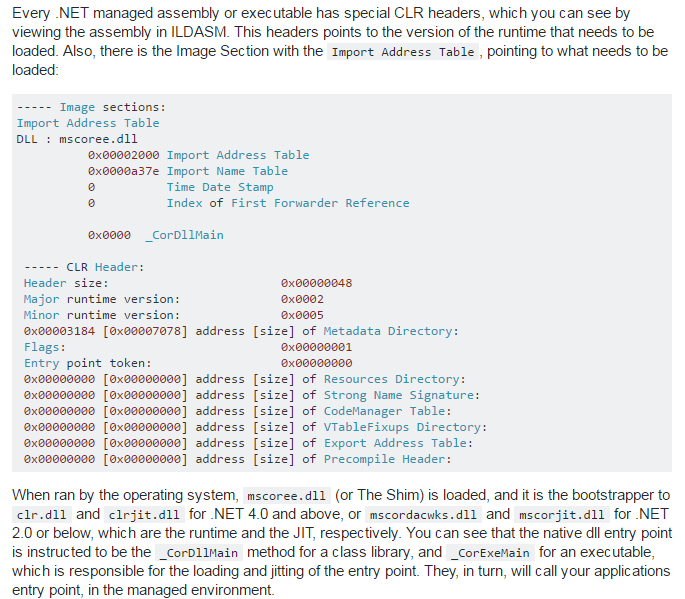 Every .NET managed assembly or executable has special CLR headers, which you can see by
viewing the assembly in ILDASM. This headers points to the version of the runtime that needs to be
loaded. Also, there is the Image Section with the Import Address Table , pointing to what needs to be
loaded:
----- Image sections:
Import Address Table
DLL : mscoree.dll
0x00002000 Import Address Table
0x0000a37e Import Name Table
0 Time Date Stamp
0 Index of First Forwarder Reference
0x0000 _CorDllMain
----- CLR Header:
Header size: 0x00000048
Major runtime version: 0x0002
Minor runtime version: 0x0005
0x00003184 [0x00007078] address [size] of Metadata Directory:
Flags: 0x00000001
Entry point token: 0x00000000
0x00000000 [0x00000000] address [size] of Resources Directory:
0x00000000 [0x00000000] address [size] of Strong Name Signature:
0x00000000 [0x00000000] address [size] of CodeManager Table:
0x00000000 [0x00000000] address [size] of VTableFixups Directory:
0x00000000 [0x00000000] address [size] of Export Address Table:
0x00000000 [0x00000000] address [size] of Precompile Header:
When ran by the operating system, mscoree.dll (or The Shim) is loaded, and it is the bootstrapper to
clr.dll and clrjit.dll for .NET 4.0 and above, or mscordacwks.dll and mscorjit.dll for .NET
2.0 or below, which are the runtime and the JIT, respectively. You can see that the native dll entry point
is instructed to be the _CorDllMain method for a class library, and _CorExeMain for an executable,
which is responsible for the loading and jitting of the entry point. They, in turn, will call your applications
entry point, in the managed environment.